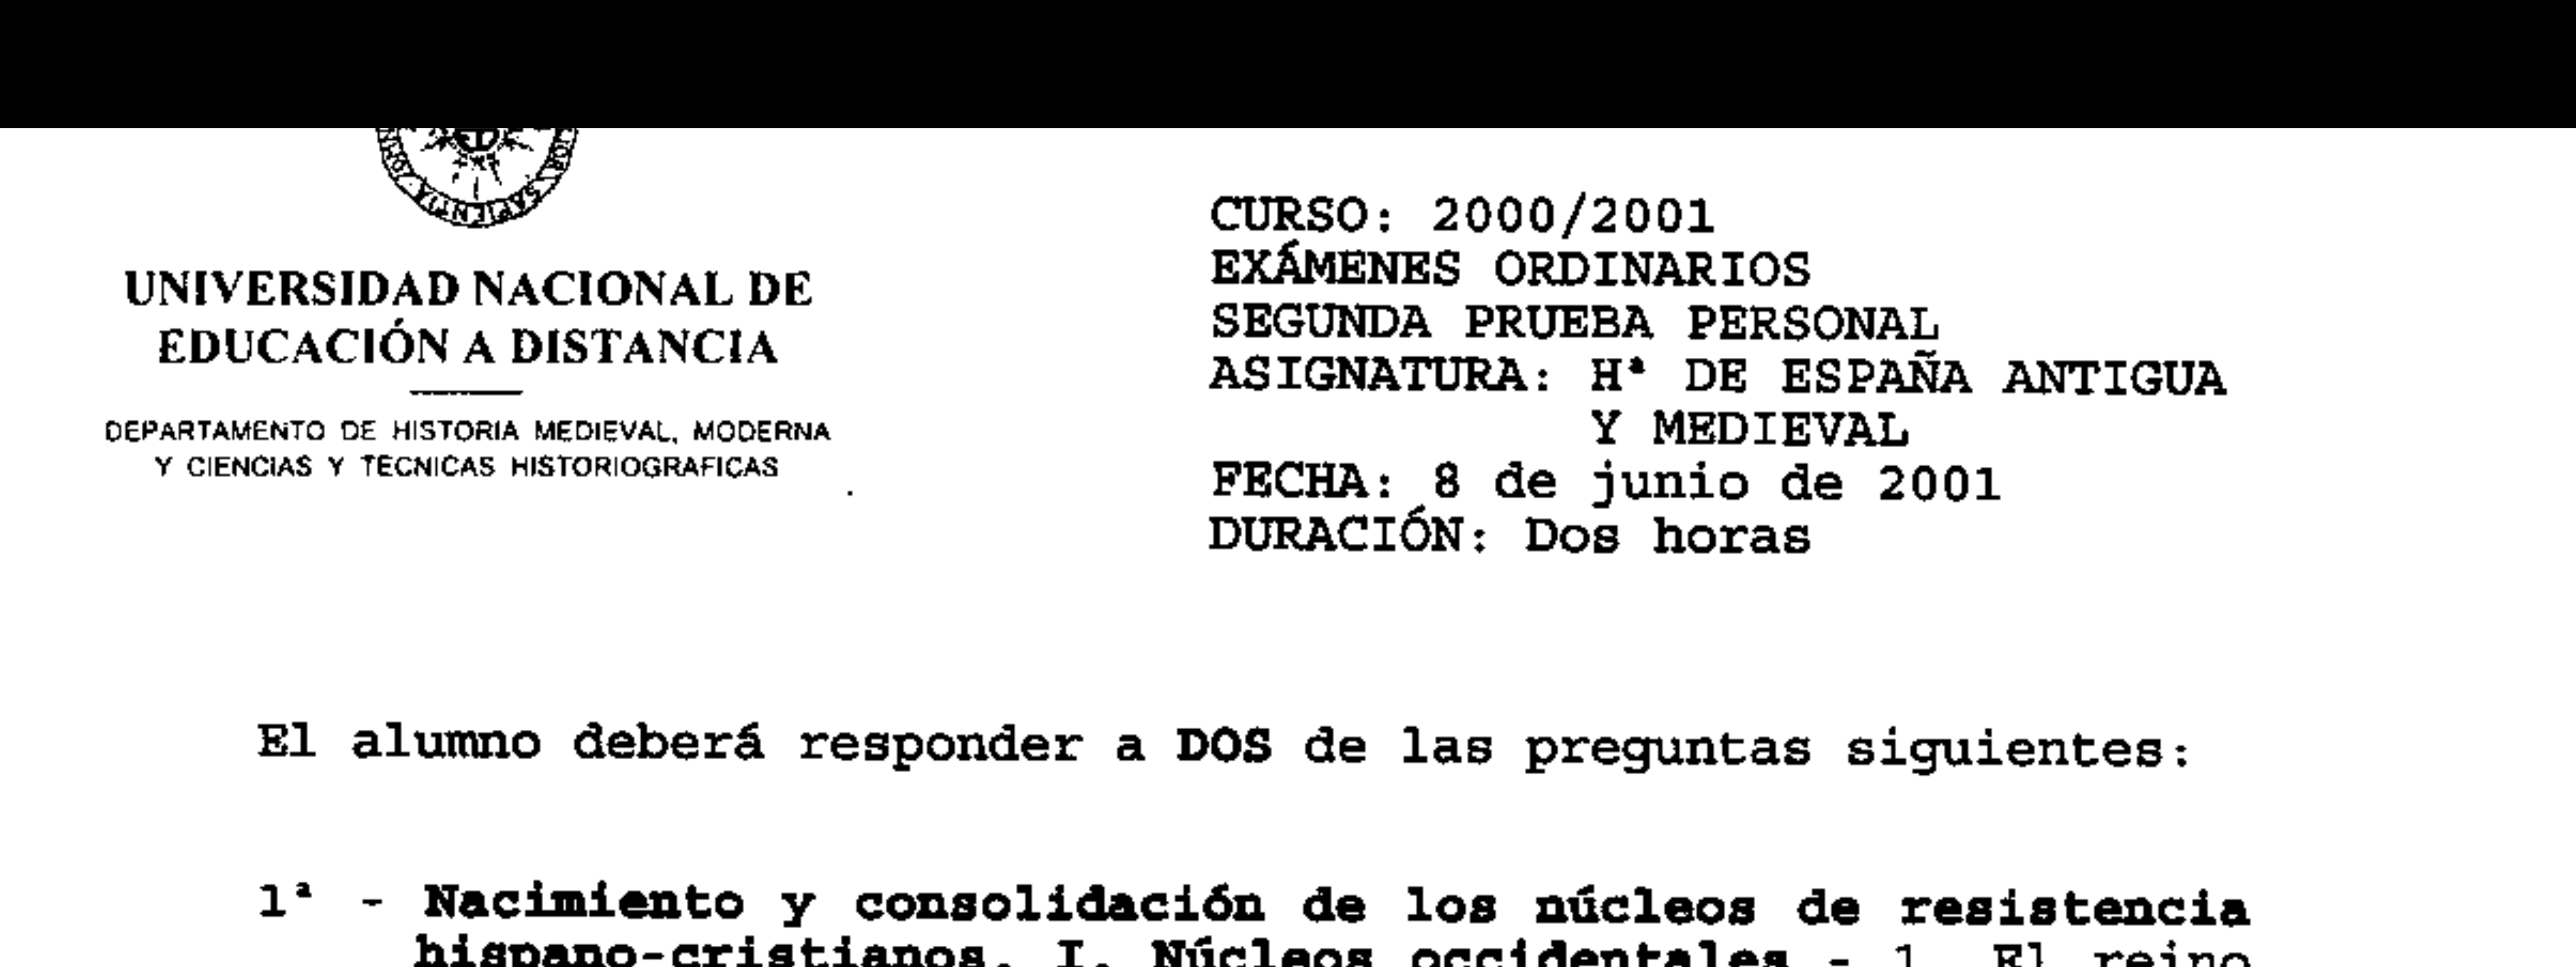 UNIVERSIDAD NACIONAL DE
EDUCACIÓN A DISTANCIA
DEPARTAMENTO DE HISTORIA MEDIEVAL, MODERNA
Y CIENCIAS Y TECNICAS HISTORIOGRAFICAS
CURSO: 2000/2001
EXÁMENES ORDINARIOS
SEGUNDA PRUEBA PERSONAL
ASIGNATURA: Hª DE ESPAÑA ANTIGUA
Y MEDIEVAL
FECHA: 8 de junio de 2001
DURACIÓN: Dos horas
El alumno deberá responder a DOS de las preguntas siguientes:
1ª - Nacimiento y consolidación de los núcleos de resistencia
hispano-cristianos. I. Núcleos occidentales - 1. El reino